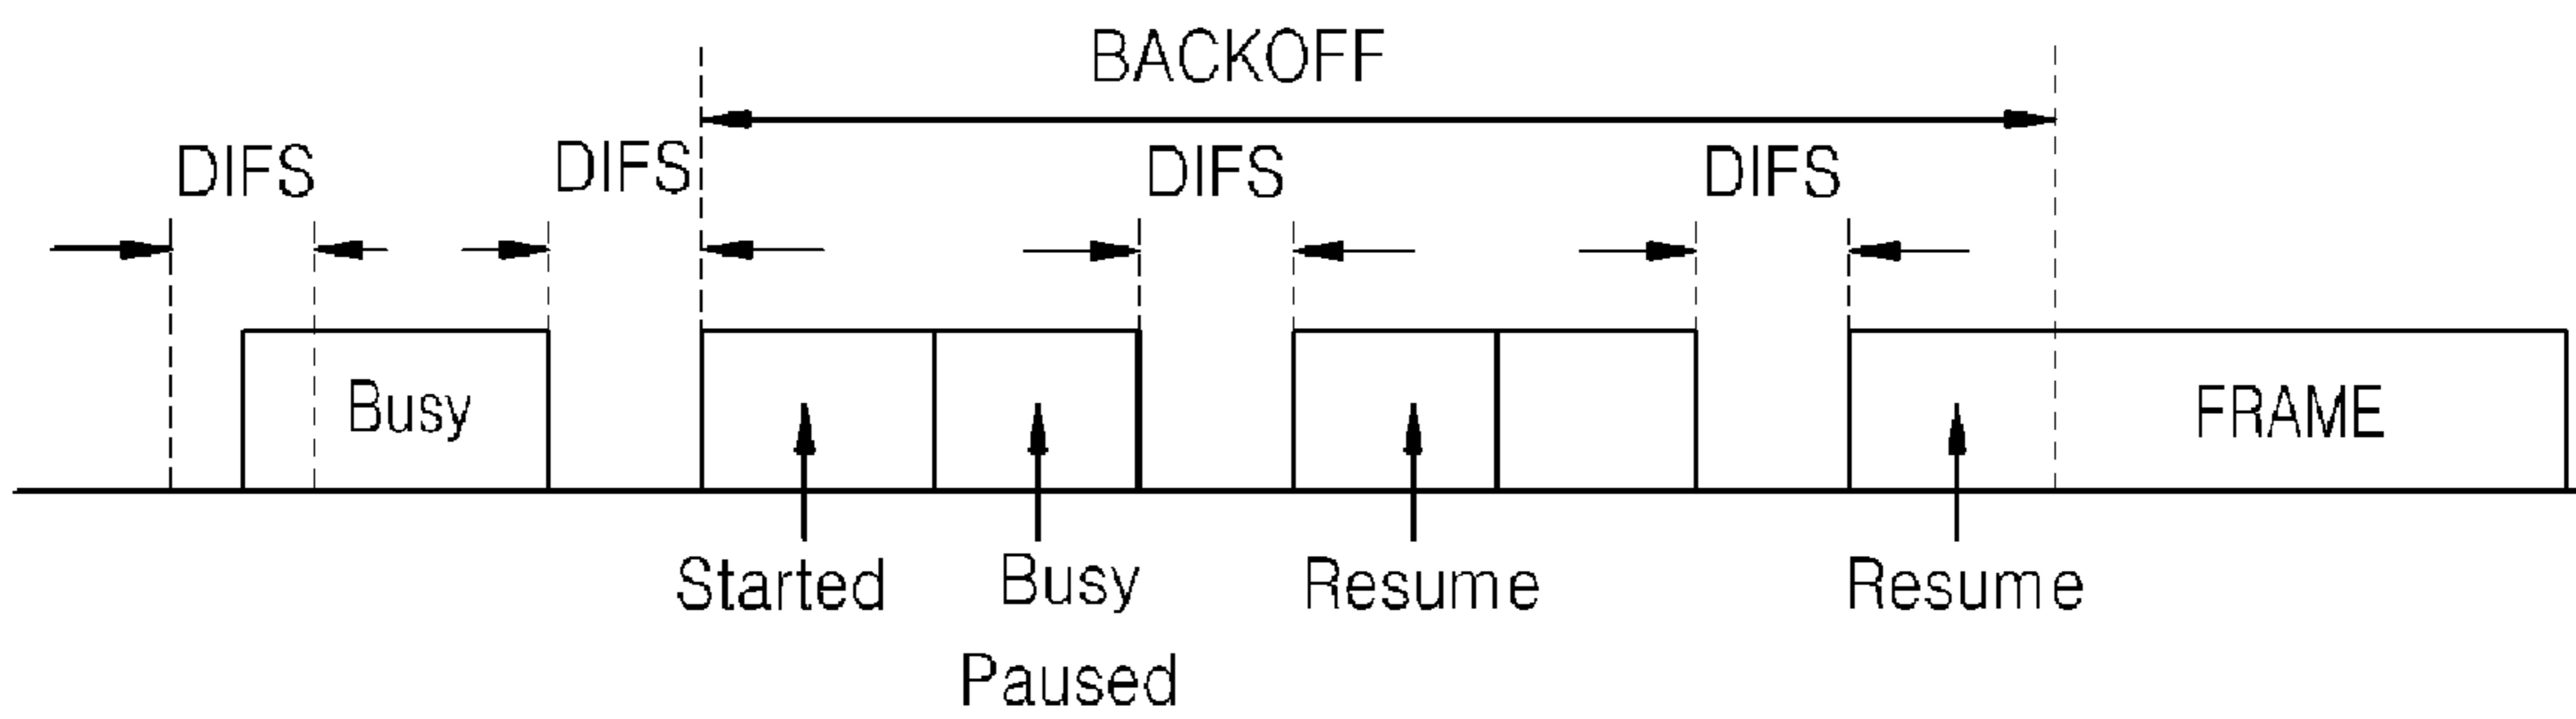 BACKOFF
DIFS
DIFS
DIFS
DIFS
Busy
FRAME
Started
Busy
Paused
Resume
Resume